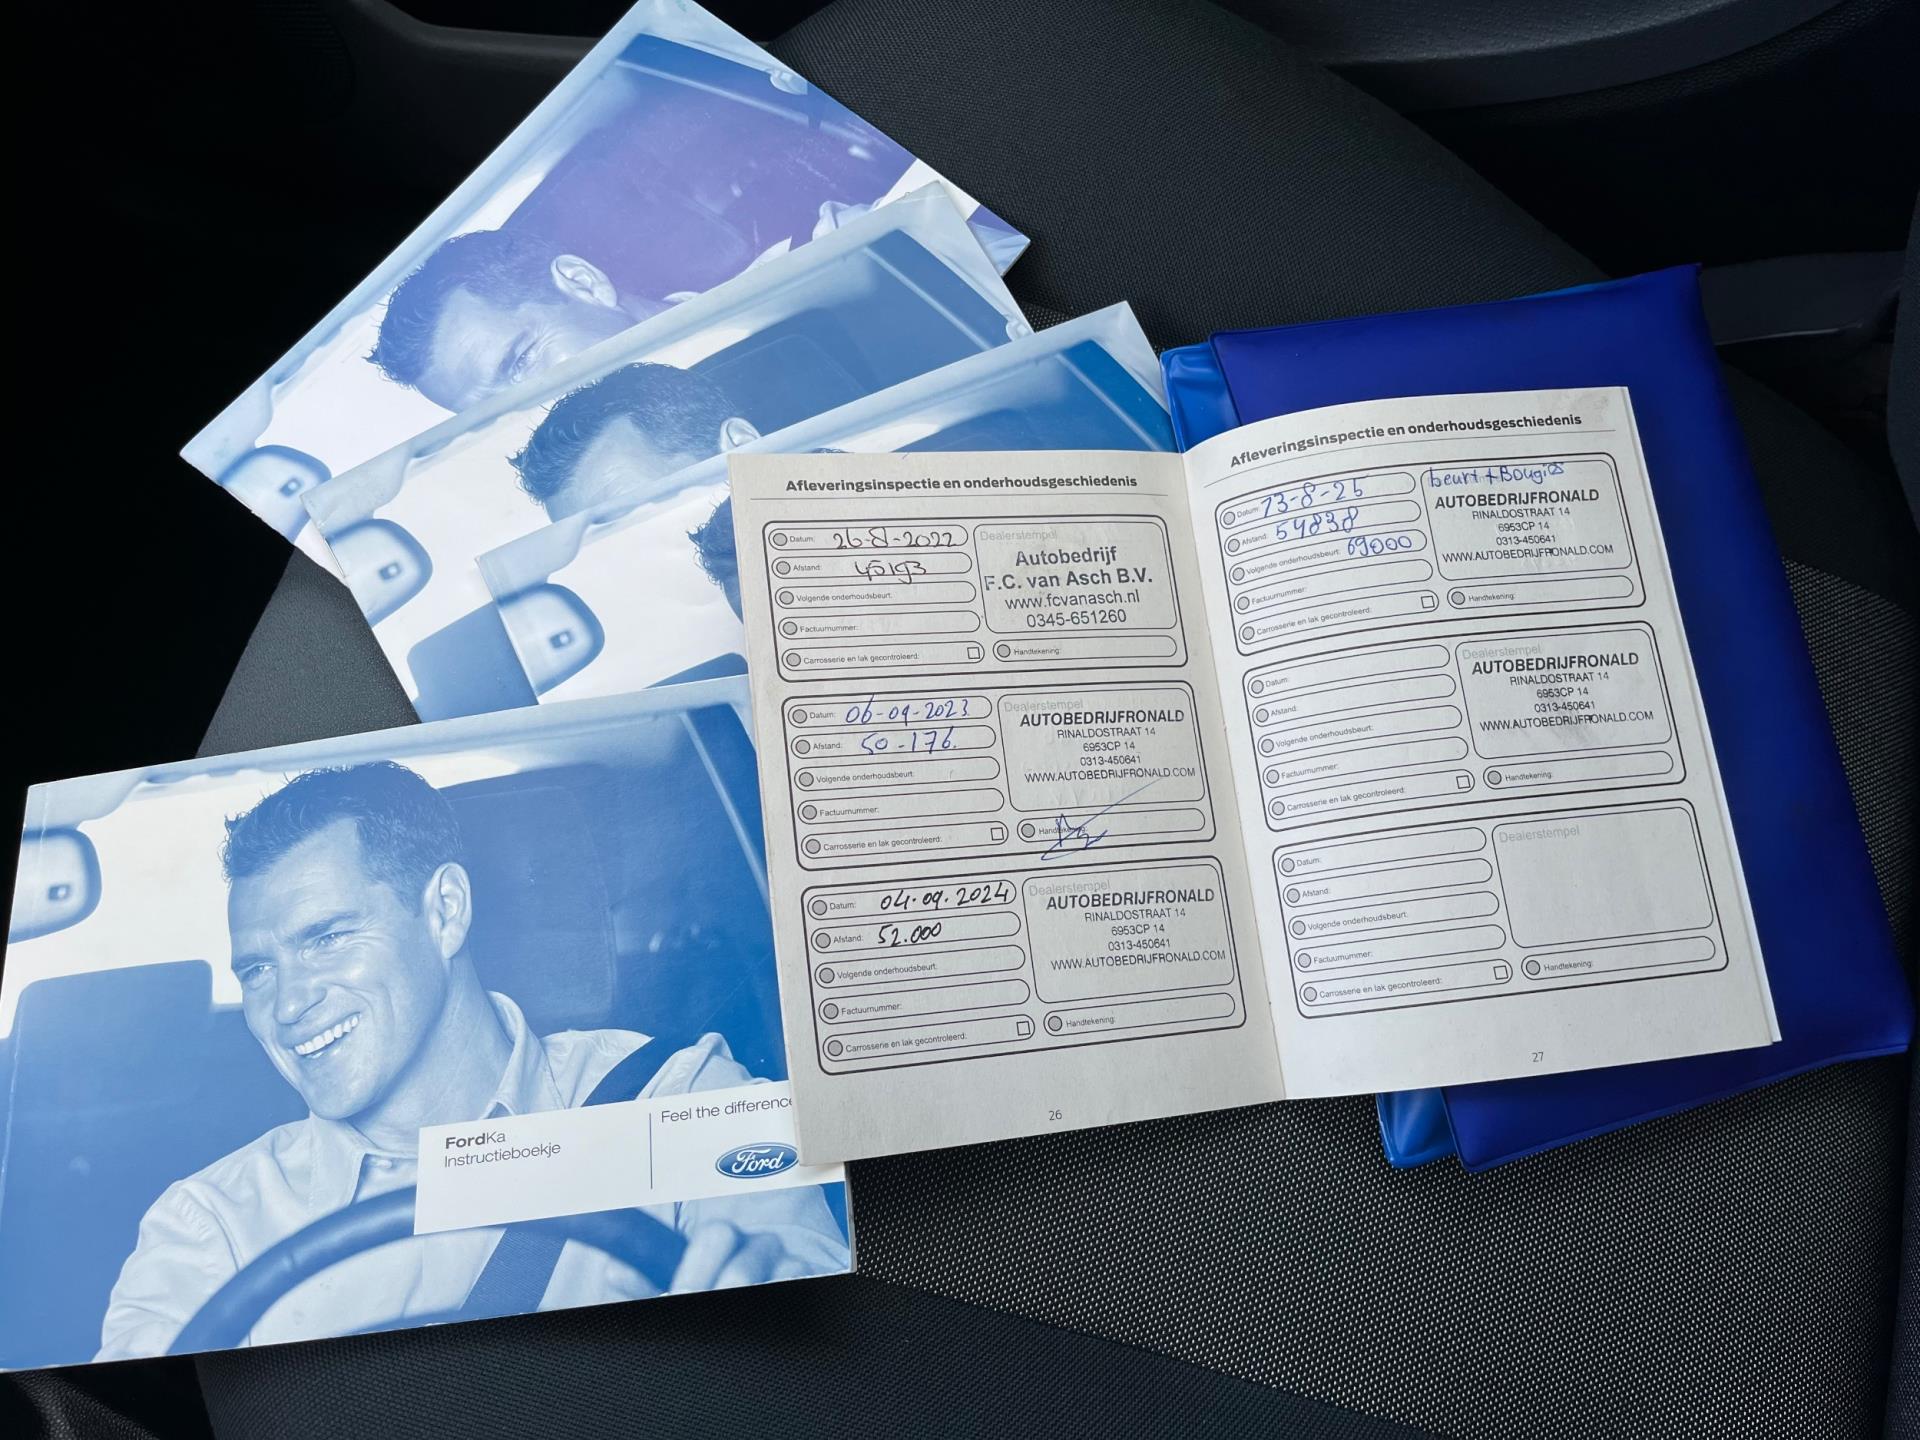 Afleveringsinspectie en onderhoudsgeschiedenis
Datum: 26-8-2022
Afstand: 45193
Volgende onderhoudsbeurt:
Factuurnummer:
Carrosserie en lak gecontroleerd:
Dealerstempel
Autobedrijf
F.C. van Asch B.V.
www.fcvanasch.nl
0345-651260
Handtekening:
Datum: 06-09-2023
Afstand: 50-176.
Volgende onderhoudsbeurt:
Factuurnummer:
Carrosserie en lak gecontroleerd:
Dealerstempel
AUTOBEDRIJFRONALD
RINALDOSTRAAT 14
6953CP 14
0313-450641
WWW.AUTOBEDRIJFRONALD.COM
Handtekening:
Datum: 04.09.2024
Afstand: 52.000
Volgende onderhoudsbeurt:
Factuurnummer:
Carrosserie en lak gecontroleerd:
Dealerstempel
AUTOBEDRIJFRONALD
RINALDOSTRAAT 14
6953CP 14
0313-450641
WWW.AUTOBEDRIJFRONALD.COM
Handtekening:
26
Afleveringsinspectie en onderhoudsgeschiedenis
Datum: 13-8-25
Afstand: 54838
Volgende onderhoudsbeurt: 69000
Factuurnummer:
Carrosserie en lak gecontroleerd:
beurt + Bougies
AUTOBEDRIJFRONALD
RINALDOSTRAAT 14
6953CP 14
0313-450641
WWW.AUTOBEDRIJFRONALD.COM
Handtekening:
Datum:
Afstand:
Volgende onderhoudsbeurt:
Factuurnummer:
Carrosserie en lak gecontroleerd:
Dealerstempel
AUTOBEDRIJFRONALD
RINALDOSTRAAT 14
6953CP 14
0313-450641
WWW.AUTOBEDRIJFRONALD.COM
Handtekening:
Datum:
Afstand:
Volgende onderhoudsbeurt:
Factuurnummer:
Carrosserie en lak gecontroleerd:
Dealerstempel
Handtekening:
27
FordKa
Instructieboekje
Feel the difference
Ford